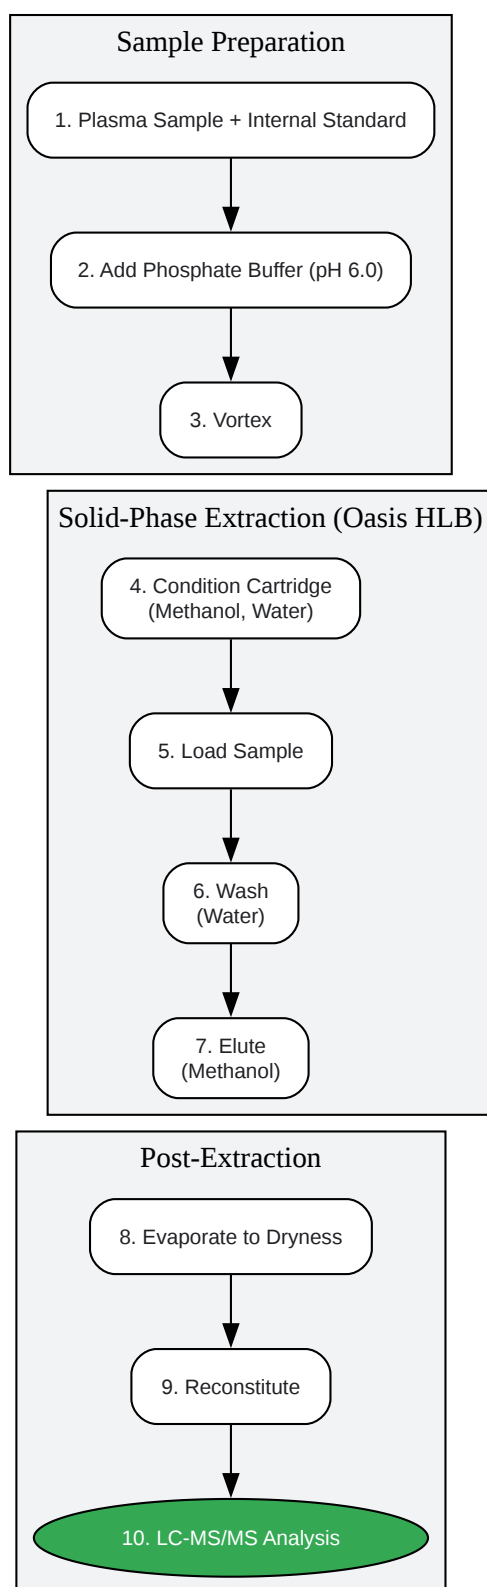 Sample Preparation
1. Plasma Sample + Internal Standard
2. Add Phosphate Buffer (pH 6.0)
3. Vortex
Solid-Phase Extraction (Oasis HLB)
4. Condition Cartridge
(Methanol, Water)
5. Load Sample
6. Wash
(Water)
7. Elute
(Methanol)
Post-Extraction
8. Evaporate to Dryness
9. Reconstitute
10. LC-MS/MS Analysis